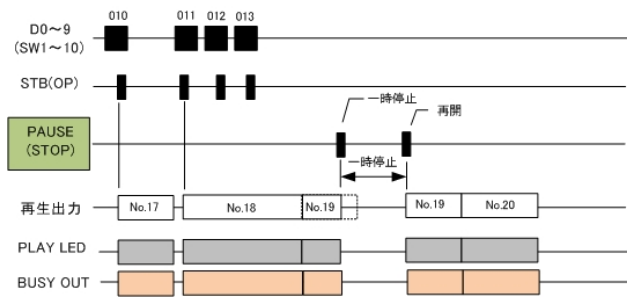 010 011 012 013
D0～9
(SW1～10)
STB(OP)
一時停止
再開
PAUSE
(STOP)
一時停止
再生出力 No.17 No.18 No.19 No.19 No.20
PLAY LED
BUSY OUT